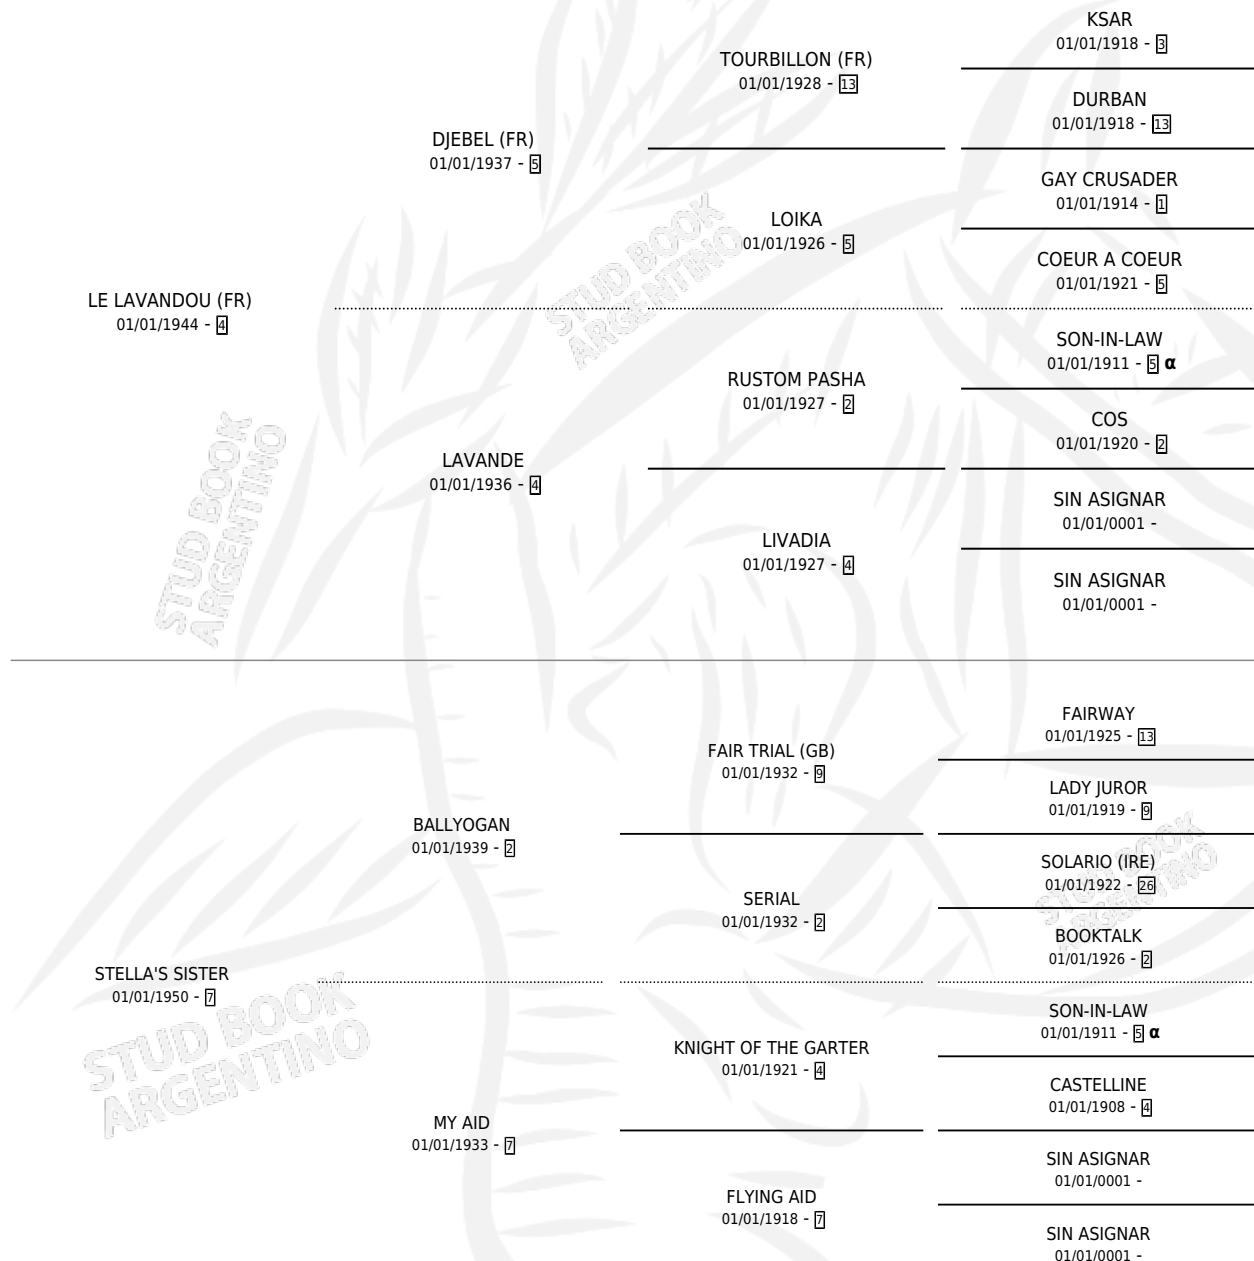 KSAR
01/01/1918 - 3
TOURBILLON (FR)
01/01/1928 - 13
DURBAN
01/01/1918 - 13
DJEBEL (FR)
01/01/1937 - 5
GAY CRUSADER
01/01/1914 - 1
LOIKA
01/01/1926 - 5
COEUR A COEUR
01/01/1921 - 5
LE LAVANDOU (FR)
01/01/1944 - 4
STUD BOOK
ARGENTINO
SON-IN-LAW
01/01/1911 - 5 α
RUSTOM PASHA
01/01/1927 - 2
COS
01/01/1920 - 2
LAVANDE
01/01/1936 - 4
SIN ASIGNAR
01/01/0001 -
LIVADIA
01/01/1927 - 4
SIN ASIGNAR
01/01/0001 -
STUD BOOK
ARGENTINO
FAIRWAY
01/01/1925 - 13
FAIR TRIAL (GB)
01/01/1932 - 9
LADY JUROR
01/01/1919 - 9
BALLYOGAN
01/01/1939 - 2
SOLARIO (IRE)
01/01/1922 - 26
SERIAL
01/01/1932 - 2
BOOKTALK
01/01/1926 - 2
STUD BOOK
ARGENTINO
STELLA'S SISTER
01/01/1950 - 7
STUD BOOK
ARGENTINO
SON-IN-LAW
01/01/1911 - 5 α
KNIGHT OF THE GARTER
01/01/1921 - 4
CASTELLINE
01/01/1908 - 4
MY AID
01/01/1933 - 7
SIN ASIGNAR
01/01/0001 -
FLYING AID
01/01/1918 - 7
SIN ASIGNAR
01/01/0001 -